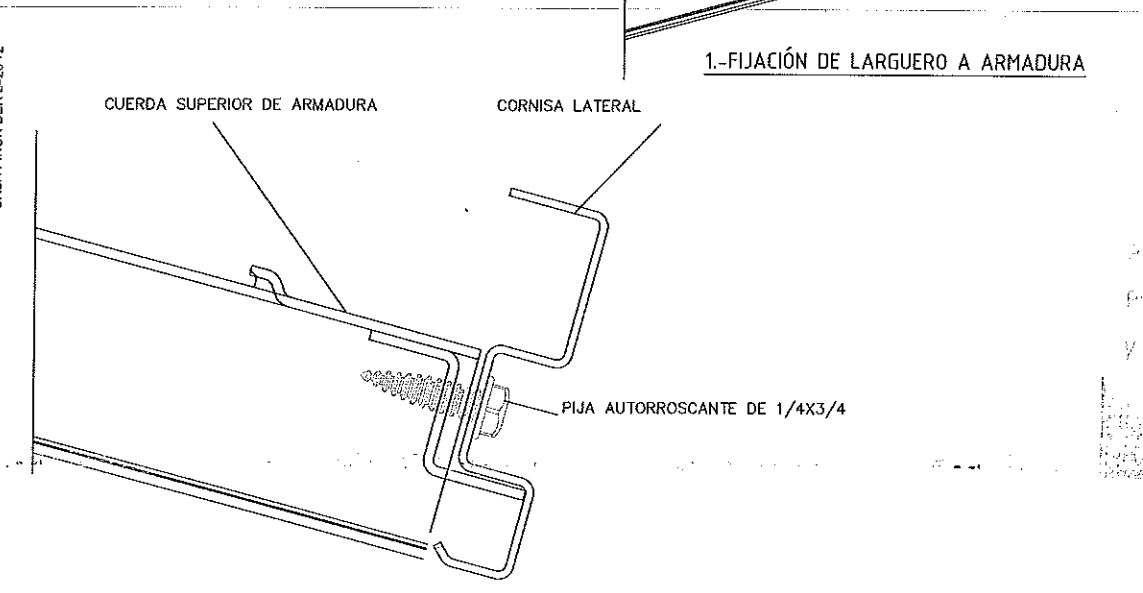 1.-FIJACIÓN DE LARGUERO A ARMADURA
CUERDA SUPERIOR DE ARMADURA
CORNISA LATERAL
PIJA AUTORROSCANTE DE 1/4X3/4
y